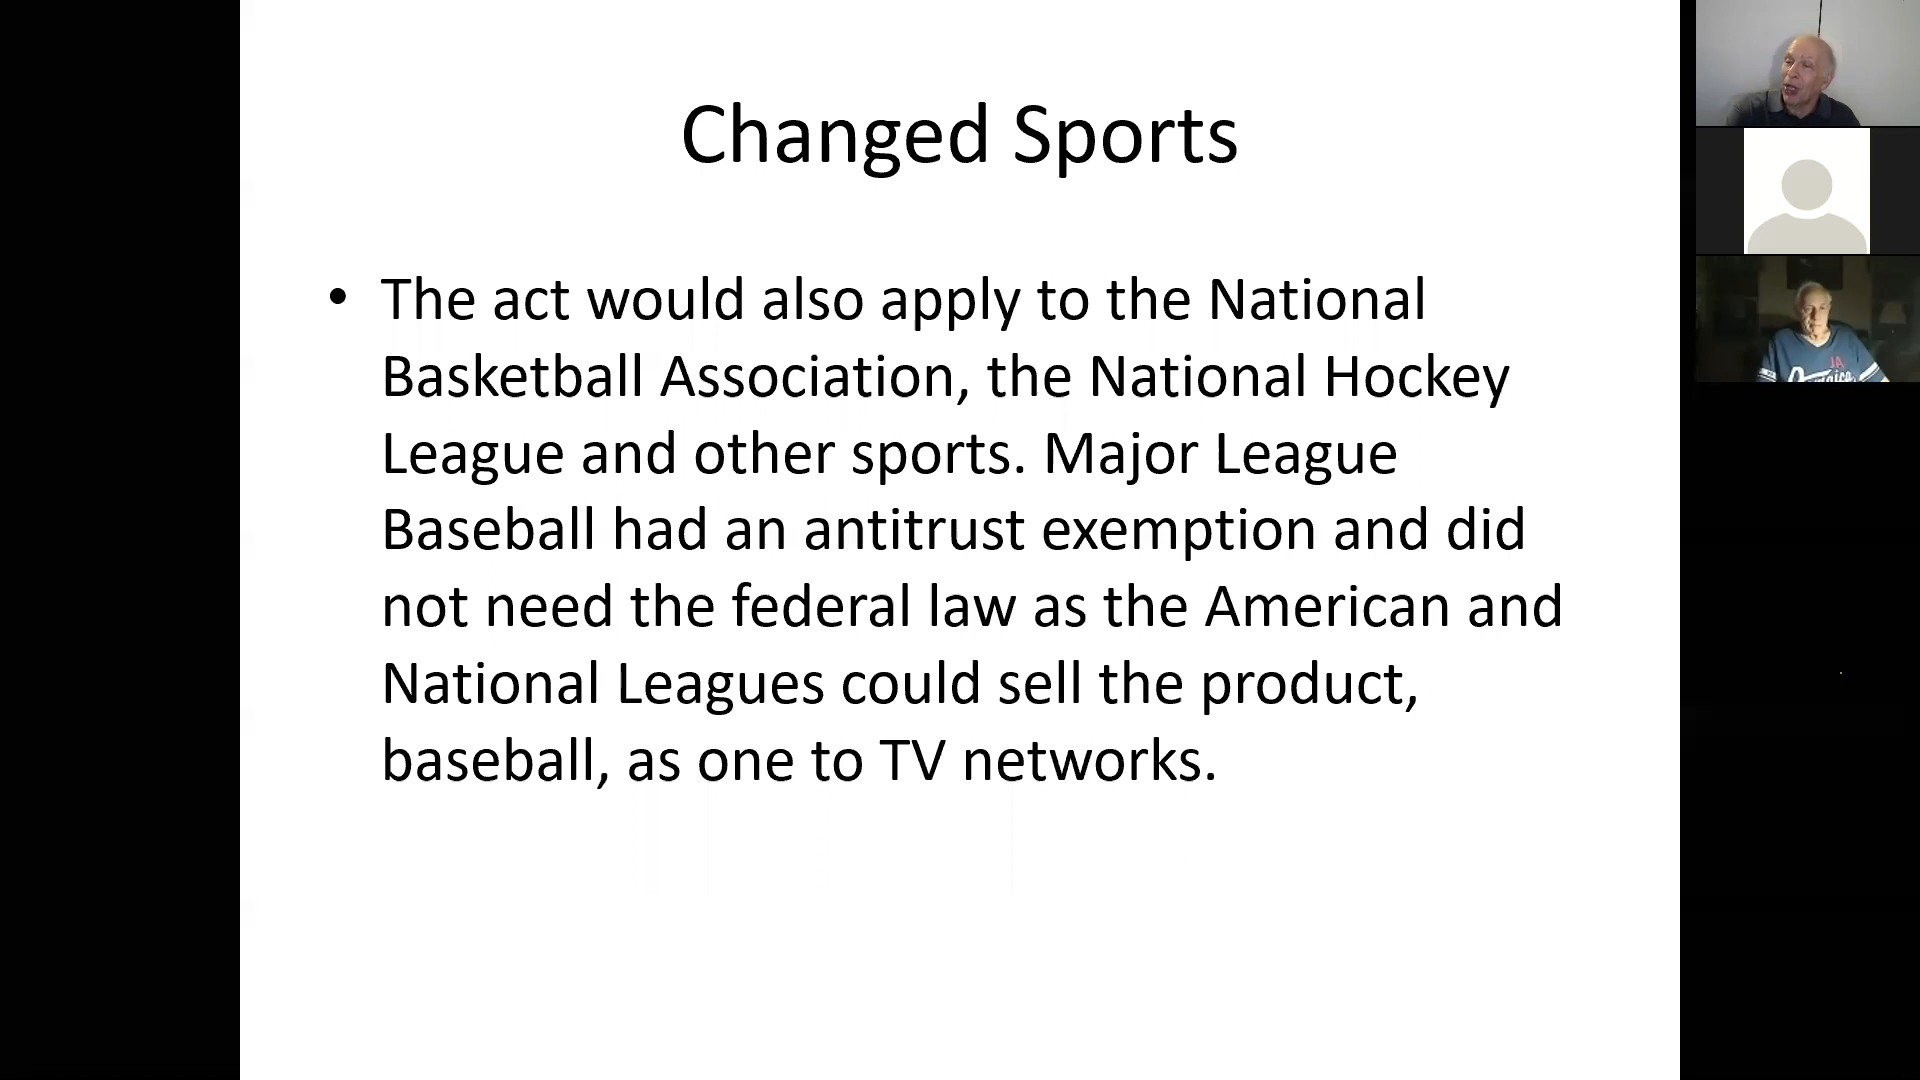 Changed Sports
• The act would also apply to the National
Basketball Association, the National Hockey
League and other sports. Major League
Baseball had an antitrust exemption and did
not need the federal law as the American and
National Leagues could sell the product,
baseball, as one to TV networks.
JA